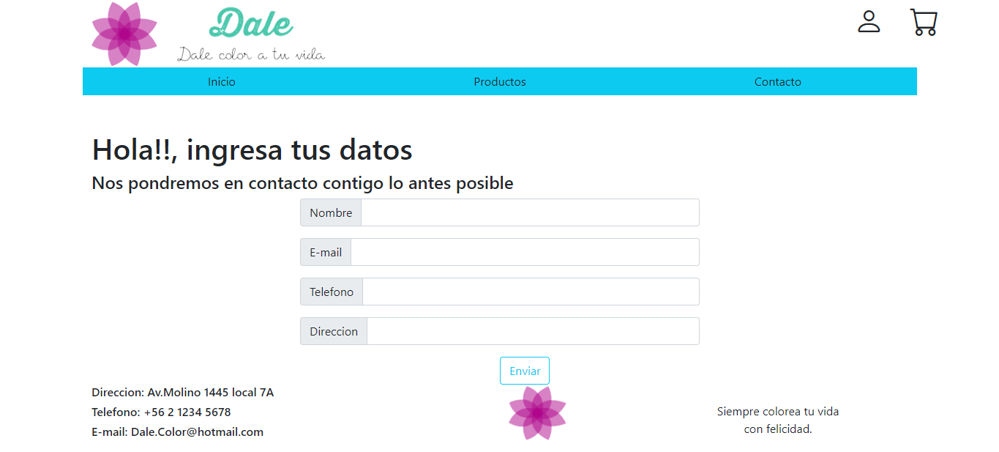 Dale
Dale color a tu vida
Inicio Productos Contacto
Hola!!, ingresa tus datos
Nos pondremos en contacto contigo lo antes posible
Nombre
E-mail
Telefono
Direccion
Enviar
Direccion: Av.Molino 1445 local 7A
Telefono: +56 2 1234 5678
E-mail: Dale.Color@hotmail.com
Siempre colorea tu vida
con felicidad.